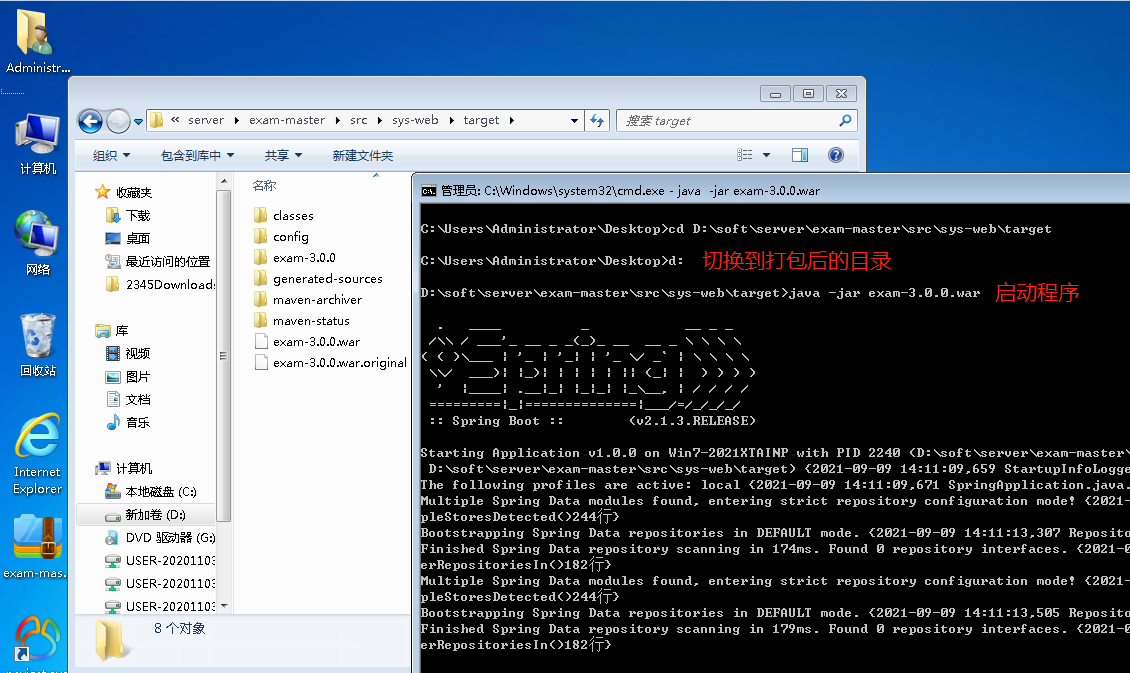 Administr...
计算机
网络
回收站
Internet
Explorer
exam-mas...
« server ▸ exam-master ▸ src ▸ sys-web ▸ target ▸
搜索 target
组织 包含到库中 共享 新建文件夹
收藏夹
下载
桌面
最近访问的位置
2345Downloads
库
视频
图片
文档
音乐
计算机
本地磁盘 (C:)
新加卷 (D:)
DVD 驱动器 (G:)
USER-20201103
USER-20201103
USER-20201103
名称
classes
config
exam-3.0.0
generated-sources
maven-archiver
maven-status
exam-3.0.0.war
exam-3.0.0.war.original
8 个对象
管理员: C:\Windows\system32\cmd.exe - java  -jar exam-3.0.0.war
C:\Users\Administrator\Desktop>cd D:\soft\server\exam-master\src\sys-web\target
C:\Users\Administrator\Desktop>d: 切换到打包后的目录
D:\soft\server\exam-master\src\sys-web\target>java -jar exam-3.0.0.war 启动程序
:: Spring Boot ::        (v2.1.3.RELEASE)
Starting Application v1.0.0 on Win7-2021XTAINP with PID 2240 (D:\soft\server\exam-master\
D:\soft\server\exam-master\src\sys-web\target) {2021-09-09 14:11:09,659 StartupInfoLogge
The following profiles are active: local {2021-09-09 14:11:09,671 SpringApplication.java.
Multiple Spring Data modules found, entering strict repository configuration mode! {2021-
pleStoresDetected()244行}
Bootstrapping Spring Data repositories in DEFAULT mode. {2021-09-09 14:11:13,307 Reposito
Finished Spring Data repository scanning in 174ms. Found 0 repository interfaces. {2021-0
erRepositoriesIn()182行}
Multiple Spring Data modules found, entering strict repository configuration mode! {2021-
pleStoresDetected()244行}
Bootstrapping Spring Data repositories in DEFAULT mode. {2021-09-09 14:11:13,505 Reposito
Finished Spring Data repository scanning in 179ms. Found 0 repository interfaces. {2021-0
erRepositoriesIn()182行}